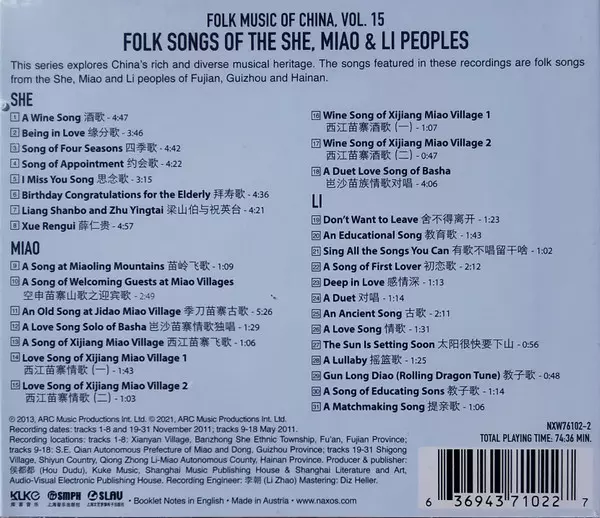 FOLK MUSIC OF CHINA, VOL. 15
FOLK SONGS OF THE SHE, MIAO & LI PEOPLES
This series explores China's rich and diverse musical heritage. The songs featured in these recordings are folk songs
from the She, Miao and Li peoples of Fujian, Guizhou and Hainan.
SHE
1 A Wine Song 酒歌 - 4:47
2 Being in Love 缘分歌 - 3:46
3 Song of Four Seasons 四季歌 - 4:42
4 Song of Appointment 约会歌 - 4:22
5 I Miss You Song 思念歌 - 3:15
6 Birthday Congratulations for the Elderly 拜寿歌 - 4:36
7 Liang Shanbo and Zhu Yingtai 梁山伯与祝英台 - 4:21
8 Xue Rengui 薛仁贵 - 4:57
MIAO
9 A Song at Miaoling Mountains 苗岭飞歌 - 1:09
10 A Song of Welcoming Guests at Miao Villages
空申苗寨山歌之迎宾歌 - 2:49
11 An Old Song at Jidao Miao Village 季刀苗寨古歌 - 5:26
12 A Love Song Solo of Basha 岜沙苗寨情歌独唱 - 1:29
13 A Song of Xijiang Miao Village 西江苗寨飞歌 - 1:06
14 Love Song of Xijiang Miao Village 1
西江苗寨情歌 (一) - 1:43
15 Love Song of Xijiang Miao Village 2
西江苗寨情歌 (二) - 1:03
16 Wine Song of Xijiang Miao Village 1
西江苗寨酒歌 (一) - 1:07
17 Wine Song of Xijiang Miao Village 2
西江苗寨酒歌 (二) - 0:47
18 A Duet Love Song of Basha
岜沙苗族情歌对唱 - 4:06
LI
19 Don't Want to Leave 舍不得离开 - 1:23
20 An Educational Song 教育歌 - 1:43
21 Sing All the Songs You Can 有歌不唱留干啥 - 1:02
22 A Song of First Lover 初恋歌 - 2:12
23 Deep in Love 感情深 - 1:13
24 A Duet 对唱 - 1:14
25 An Ancient Song 古歌 - 2:11
26 A Love Song 情歌 - 1:31
27 The Sun Is Setting Soon 太阳很快要下山 - 0:56
28 A Lullaby 摇篮歌 - 1:31
29 Gun Long Diao (Rolling Dragon Tune) 教子歌 - 0:48
30 A Song of Educating Sons 教子歌 - 1:14
31 A Matchmaking Song 提亲歌 - 1:06
℗ 2013, ARC Music Productions Int. Ltd. © 2021, ARC Music Productions Int. Ltd.
Recording dates: tracks 1-8 and 19-31 November 2011; tracks 9-18 May 2011.
Recording locations: tracks 1-8: Xianyan Village, Banzhong She Ethnic Township, Fu'an, Fujian Province;
tracks 9-18: S.E. Qian Autonomous Prefecture of Miao and Dong, Guizhou Province; tracks 19-31 Shigong
Village, Shiyun Country, Qiong Zhong Li-Miao Autonomous County, Hainan Province. Producer & publisher:
侯都都 (Hou Dudu), Kuke Music, Shanghai Music Publishing House & Shanghai Literature and Art,
Audio-Visual Electronic Publishing House. Recording Engineer: 李朝 (Li Zhao) Mastering: Diz Heller.
NXW76102-2
TOTAL PLAYING TIME: 74:36 MIN.
KUKE SMPH SLAV • Booklet Notes in English • Made in Austria • www.naxos.com
6 36943 71022 7